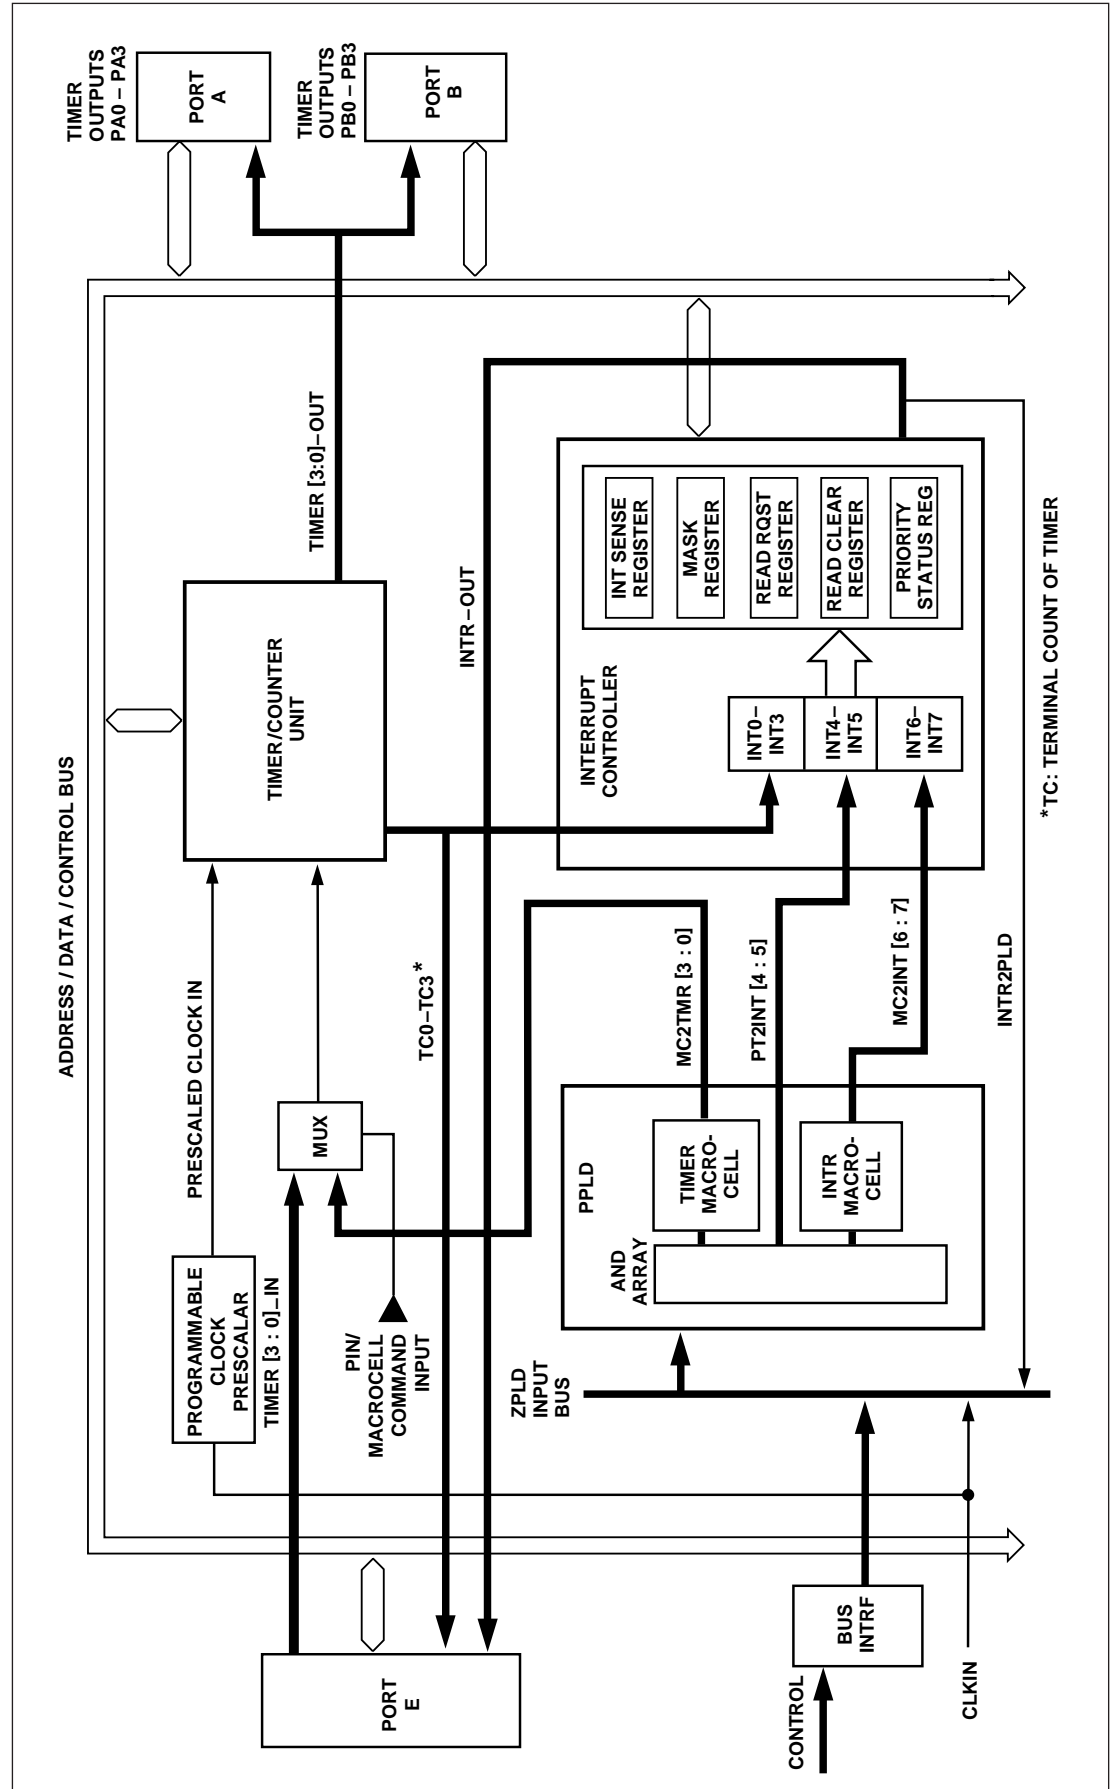 ADDRESS / DATA / CONTROL BUS
PORT
E
TIMER [3 : 0]–IN
PROGRAMMABLE
CLOCK
PRESCALAR
PRESCALED CLOCK IN
MUX
PIN/
MACROCELL
COMMAND
INPUT
TIMER/COUNTER
UNIT
TIMER [3:0]–OUT
TIMER
OUTPUTS
PA0 – PA3
PORT
A
TIMER
OUTPUTS
PB0 – PB3
PORT
B
TC0–TC3*
INTR–OUT
CONTROL
BUS
INTRF
CLKIN
ZPLD
INPUT
BUS
PPLD
AND
ARRAY
TIMER
MACRO-
CELL
INTR
MACRO-
CELL
MC2TMR [3 : 0]
PT2INT [4 : 5]
MC2INT [6 : 7]
INTR2PLD
INTERRUPT
CONTROLLER
INT0–
INT3
INT4–
INT5
INT6–
INT7
INT SENSE
REGISTER
MASK
REGISTER
READ RQST
REGISTER
READ CLEAR
REGISTER
PRIORITY
STATUS REG
*TC: TERMINAL COUNT OF TIMER